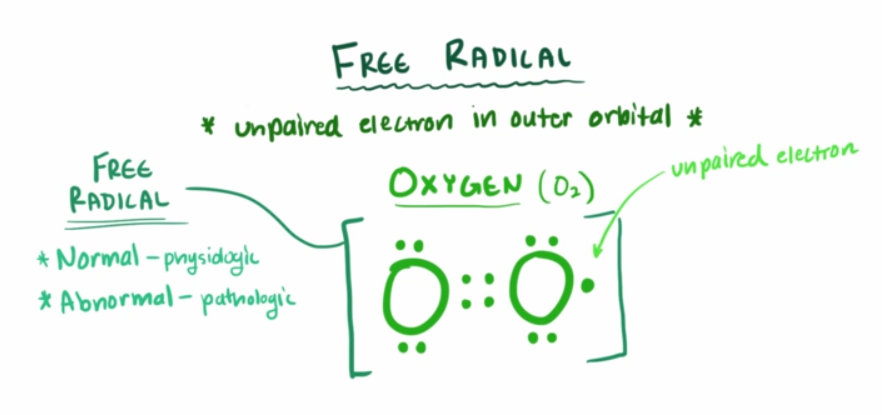 FREE RADICAL
* unpaired electron in outer orbital *
FREE
RADICAL
* Normal – physiologic
* Abnormal – pathologic
OXYGEN (O₂)
unpaired electron
O :: O